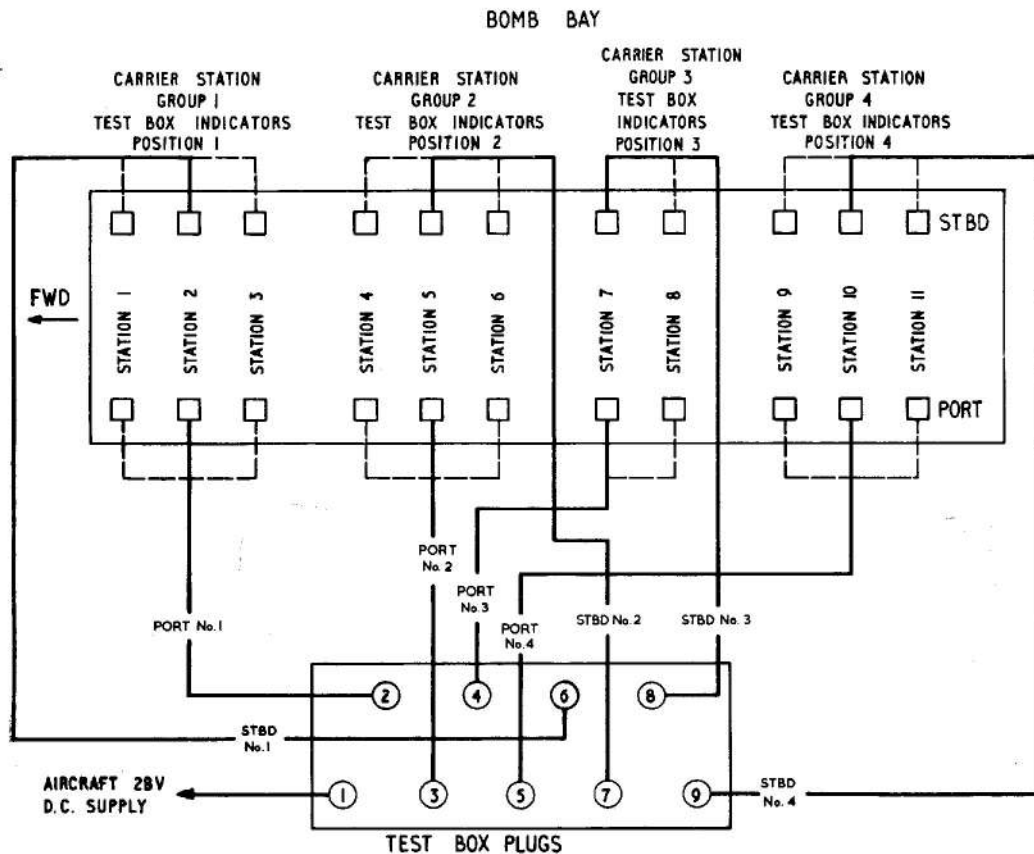 BOMB BAY
CARRIER STATION
GROUP 1
TEST BOX INDICATORS
POSITION 1
CARRIER STATION
GROUP 2
TEST BOX INDICATORS
POSITION 2
CARRIER STATION
GROUP 3
TEST BOX
INDICATORS
POSITION 3
CARRIER STATION
GROUP 4
TEST BOX INDICATORS
POSITION 4
STBD
FWD
STATION 1
STATION 2
STATION 3
STATION 4
STATION 5
STATION 6
STATION 7
STATION 8
STATION 9
STATION 10
STATION 11
PORT
PORT No.1
PORT
No.2
PORT
No.3
PORT
No.4
STBD No.2
STBD No.3
2
4
6
8
STBD
No.1
AIRCRAFT 28V
D.C. SUPPLY
1
3
5
7
9
STBD
No.4
TEST BOX PLUGS